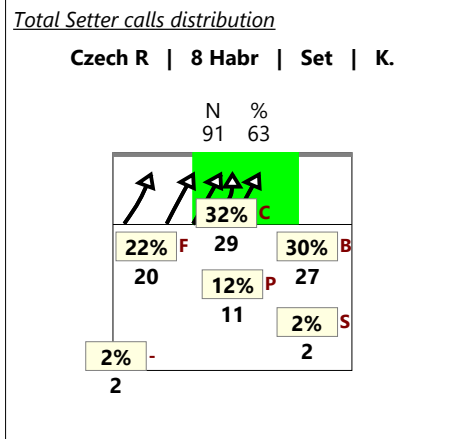 Total Setter calls distribution
Czech R | 8 Habr | Set | K.
N %
91 63
32% C
22% F 29 30% B
20 12% P 27
11 2% S
2% - 2
2